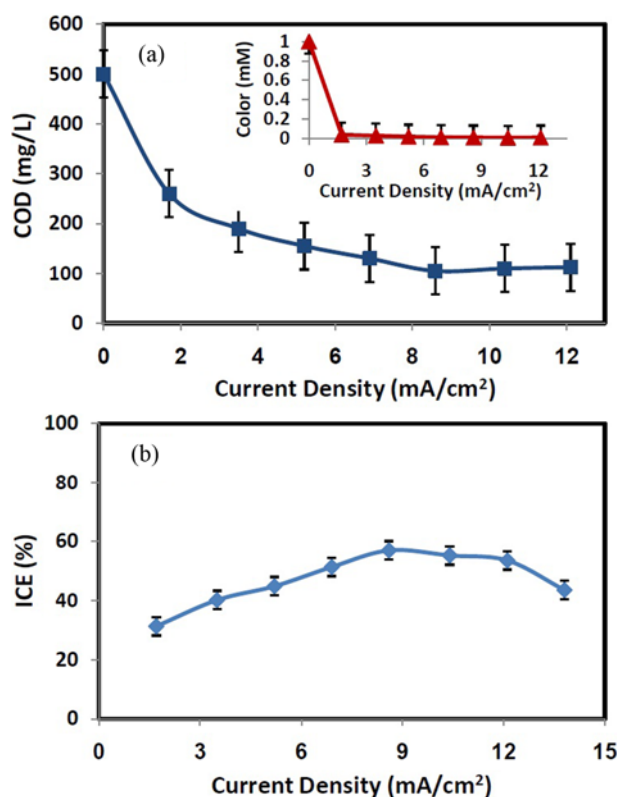 600
500
400
300
200
100
0
COD (mg/L)
(a)
1
0.8
0.6
0.4
0.2
0
Color (mM)
0 3 6 9 12
Current Density (mA/cm²)
0 2 4 6 8 10 12
Current Density (mA/cm²)
100
80
60
40
20
0
ICE (%)
(b)
0 3 6 9 12 15
Current Density (mA/cm²)